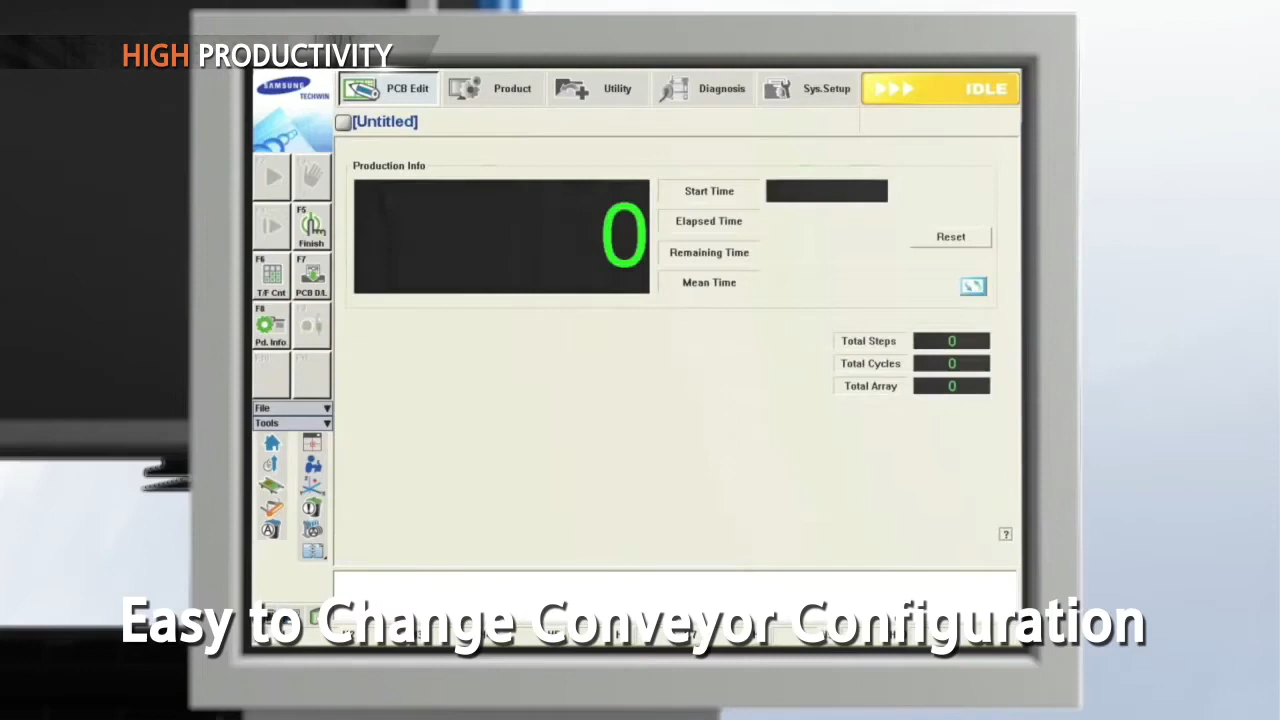 HIGH PRODUCTIVITY
SAMSUNG
TECHWIN
PCB Edit
Product
Utility
Diagnosis
Sys.Setup
IDLE
[Untitled]
Production Info
0
Start Time
Elapsed Time
Remaining Time
Mean Time
Reset
F5
Finish
F6
T/F Cnt
F7
PCB D/L
F8
Pd. Info
Total Steps 0
Total Cycles 0
Total Array 0
File
Tools
A
?
Easy to Change Conveyor Configuration